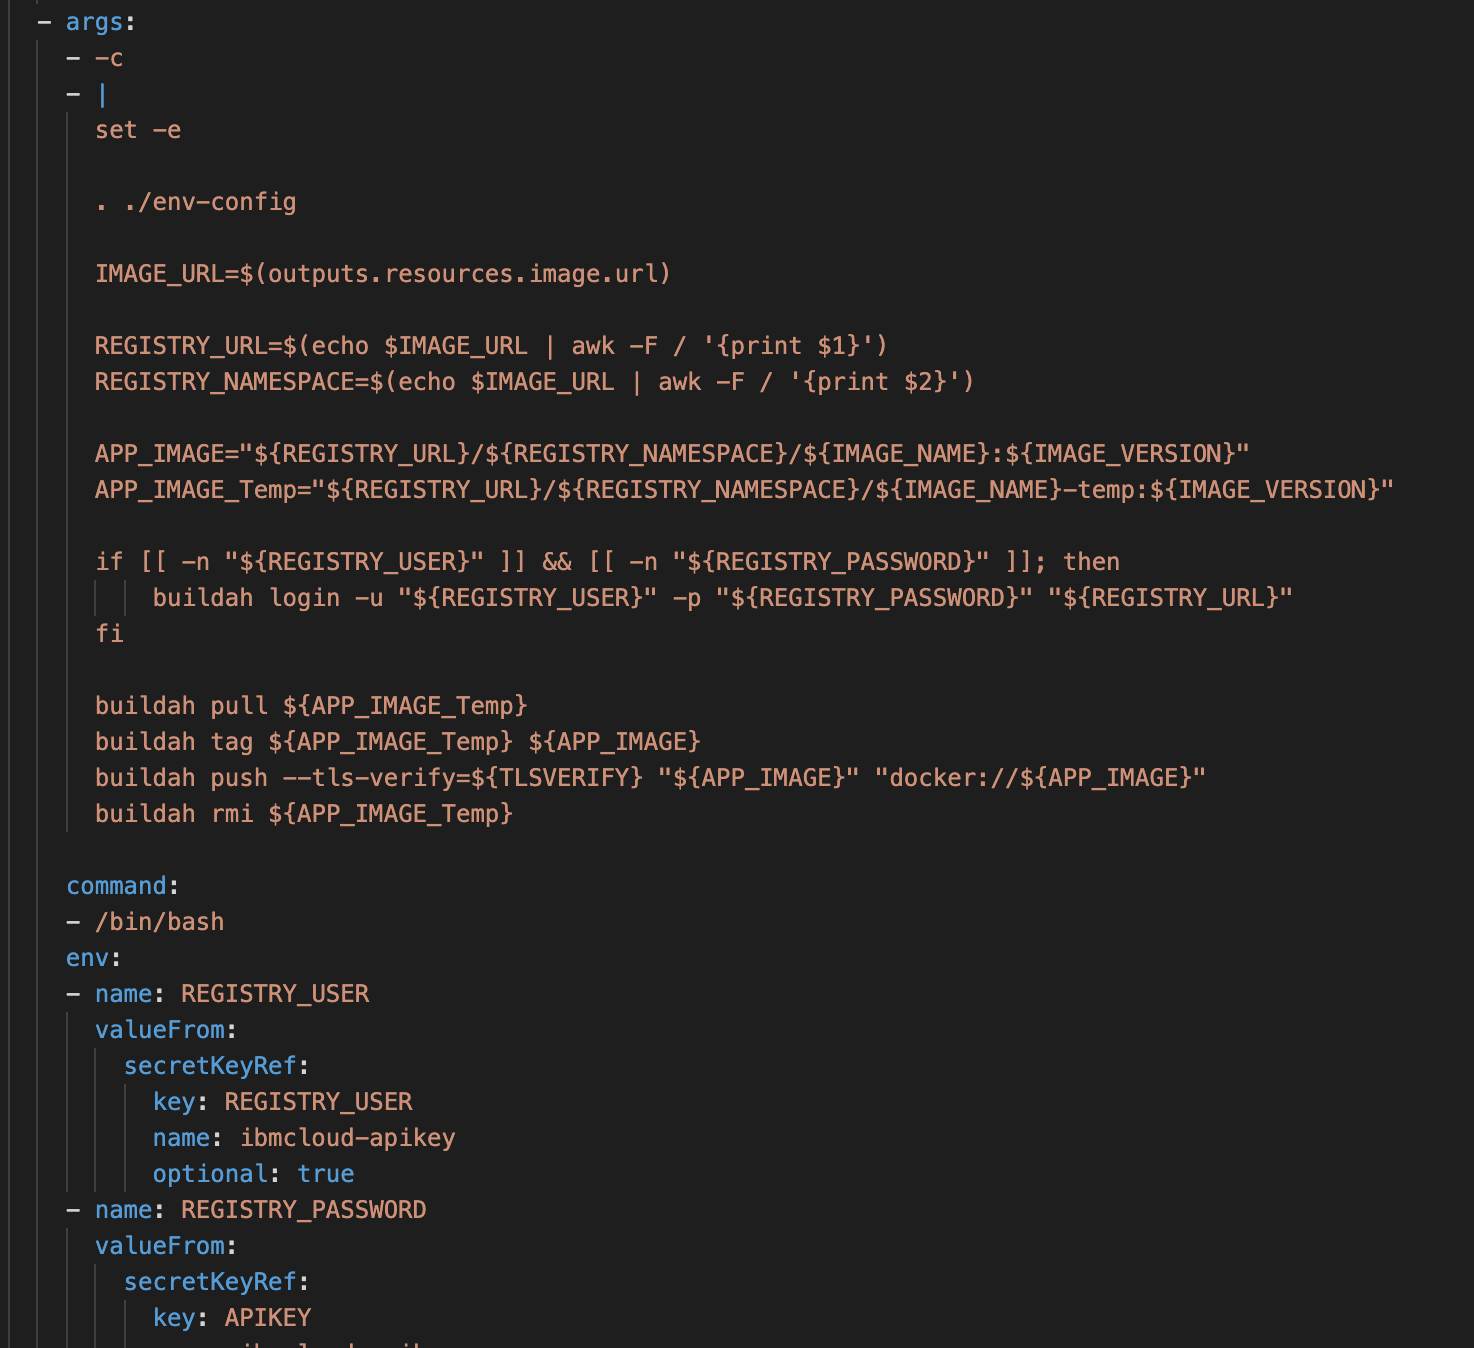 - args:
- -c
- |
set -e
. ./env-config
IMAGE_URL=$(outputs.resources.image.url)
REGISTRY_URL=$(echo $IMAGE_URL | awk -F / '{print $1}')
REGISTRY_NAMESPACE=$(echo $IMAGE_URL | awk -F / '{print $2}')
APP_IMAGE="${REGISTRY_URL}/${REGISTRY_NAMESPACE}/${IMAGE_NAME}:${IMAGE_VERSION}"
APP_IMAGE_Temp="${REGISTRY_URL}/${REGISTRY_NAMESPACE}/${IMAGE_NAME}-temp:${IMAGE_VERSION}"
if [[ -n "${REGISTRY_USER}" ]] && [[ -n "${REGISTRY_PASSWORD}" ]]; then
buildah login -u "${REGISTRY_USER}" -p "${REGISTRY_PASSWORD}" "${REGISTRY_URL}"
fi
buildah pull ${APP_IMAGE_Temp}
buildah tag ${APP_IMAGE_Temp} ${APP_IMAGE}
buildah push --tls-verify=${TLSVERIFY} "${APP_IMAGE}" "docker://${APP_IMAGE}"
buildah rmi ${APP_IMAGE_Temp}
command:
- /bin/bash
env:
- name: REGISTRY_USER
valueFrom:
secretKeyRef:
key: REGISTRY_USER
name: ibmcloud-apikey
optional: true
- name: REGISTRY_PASSWORD
valueFrom:
secretKeyRef:
key: APIKEY